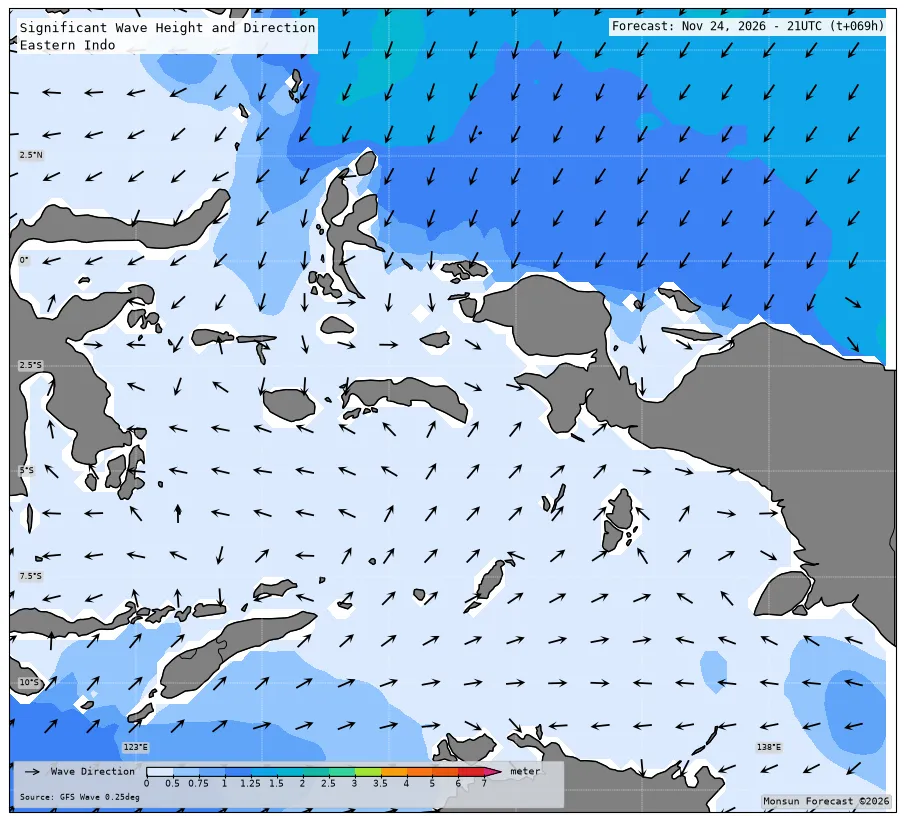 Significant Wave Height and Direction
Eastern Indo
Forecast: Nov 24, 2026 - 21UTC (t+069h)
2.5°N
0°
2.5°S
5°S
7.5°S
10°S
123°E
138°E
Wave Direction
meter
0 0.5 0.75 1 1.25 1.5 2 2.5 3 3.5 4 5 6 7
Source: GFS Wave 0.25deg
Monsun Forecast ©2026